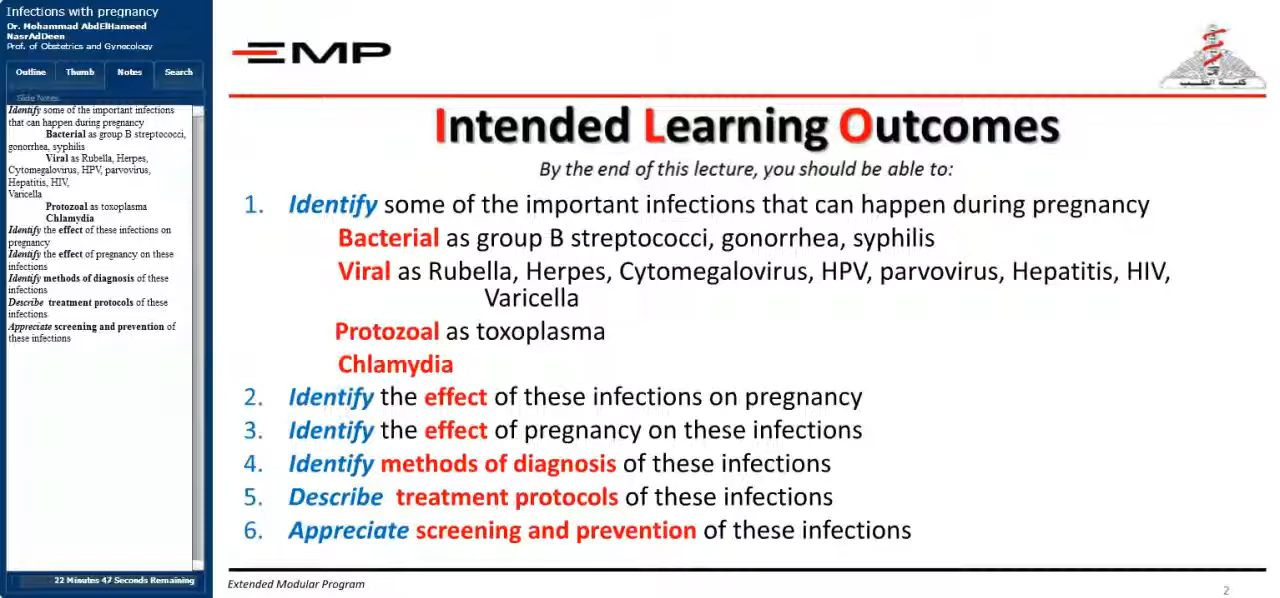 Infections with pregnancy
Dr. Mohammad AbdElHameed
NasrAdDeen
Prof. of Obstetrics and Gynecology
Outline Thumb Notes Search
Slide Notes
Identify some of the important infections
that can happen during pregnancy
Bacterial as group B streptococci,
gonorrhea, syphilis
Viral as Rubella, Herpes,
Cytomegalovirus, HPV, parvovirus,
Hepatitis, HIV,
Varicella
Protozoal as toxoplasma
Chlamydia
Identify the effect of these infections on
pregnancy
Identify the effect of pregnancy on these
infections
Identify methods of diagnosis of these
infections
Describe treatment protocols of these
infections
Appreciate screening and prevention of
these infections
22 Minutes 47 Seconds Remaining
EMP
كلية الطب
Intended Learning Outcomes
By the end of this lecture, you should be able to:
1. Identify some of the important infections that can happen during pregnancy
Bacterial as group B streptococci, gonorrhea, syphilis
Viral as Rubella, Herpes, Cytomegalovirus, HPV, parvovirus, Hepatitis, HIV,
Varicella
Protozoal as toxoplasma
Chlamydia
2. Identify the effect of these infections on pregnancy
3. Identify the effect of pregnancy on these infections
4. Identify methods of diagnosis of these infections
5. Describe treatment protocols of these infections
6. Appreciate screening and prevention of these infections
Extended Modular Program
2